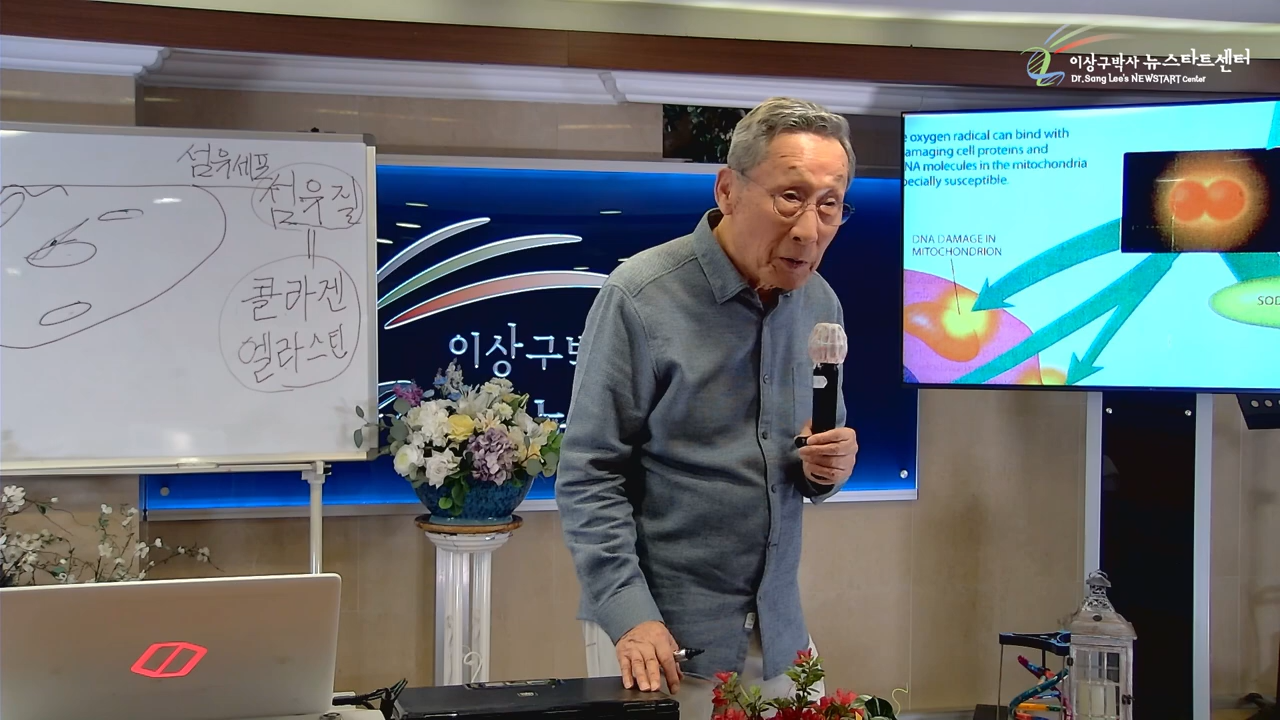 이상구박사 뉴스타트센터
Dr. Sang Lee's NEWSTART Center
섬유세포
섬유질
콜라겐
엘라스틴
이상구박
oxygen radical can bind with
amaging cell proteins and
NA molecules in the mitochondria
pecially susceptible.
DNA DAMAGE IN
MITOCHONDRION
SOD